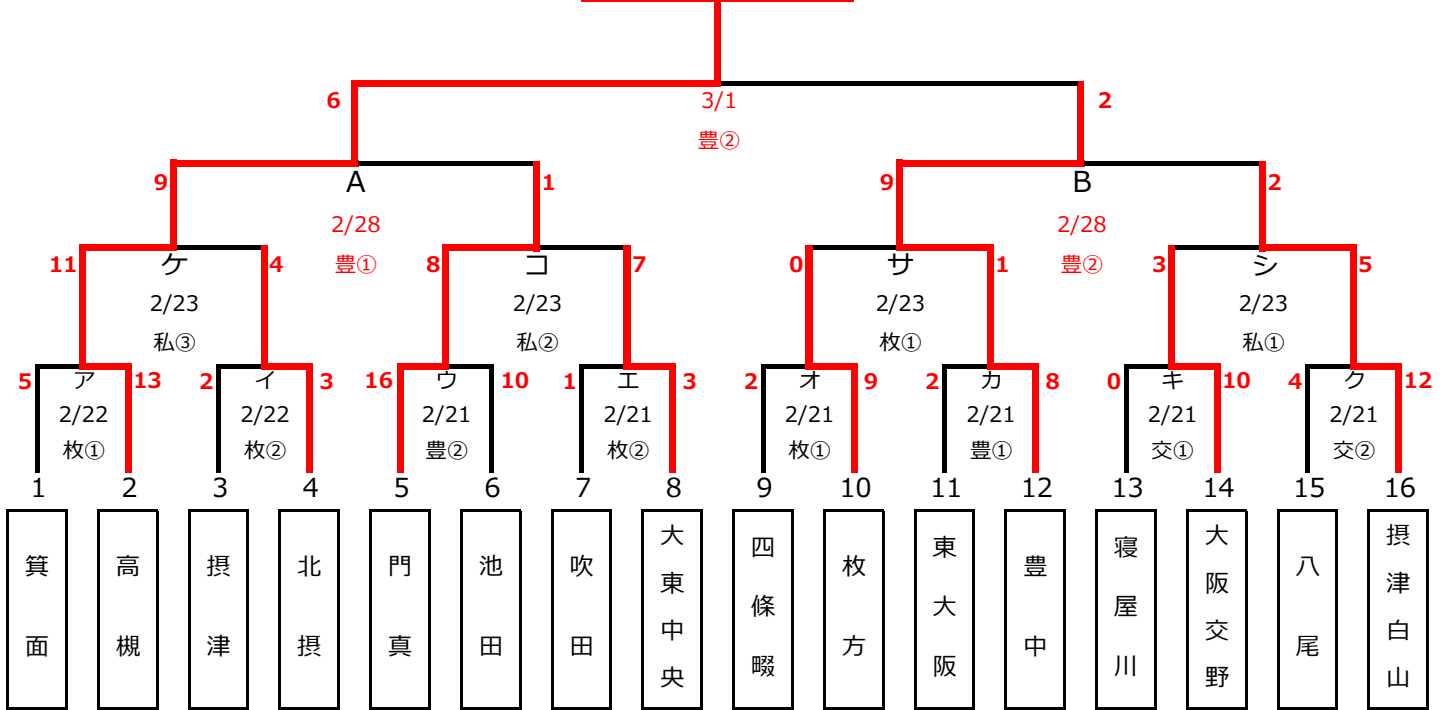 6 3/1 2
豊②
9 A 1 9 B 2
2/28 2/28
豊① 豊②
11 ケ 4 8 コ 7 0 サ 1 3 シ 5
2/23 2/23 2/23 2/23
私③ 私② 枚① 私①
5 ア 13 2 イ 3 16 ウ 10 1 エ 3 2 オ 9 2 カ 8 0 キ 10 4 ク 12
2/22 2/22 2/21 2/21 2/21 2/21 2/21 2/21
枚① 枚② 豊② 枚② 枚① 豊① 交① 交②
1 2 3 4 5 6 7 8 9 10 11 12 13 14 15 16
箕面
高槻
摂津
北摂
門真
池田
吹田
大東中央
四條畷
枚方
東大阪
豊中
寝屋川
大阪交野
八尾
摂津白山